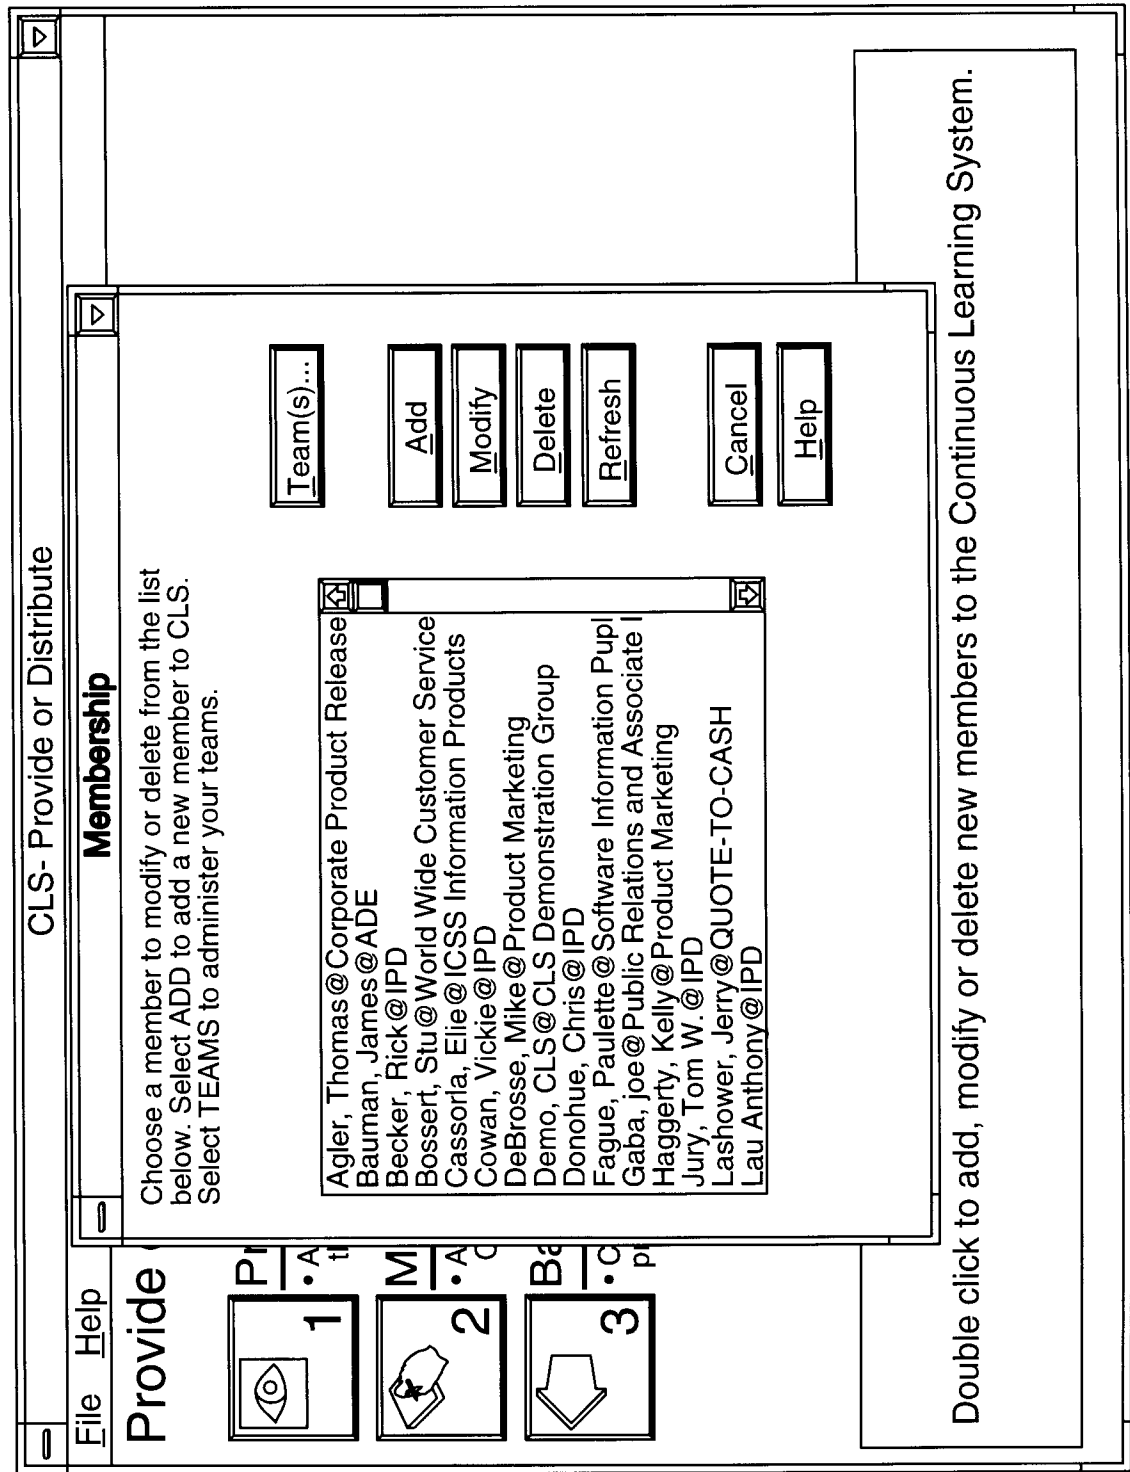 CLS- Provide or Distribute
File Help
Provide
Membership
Choose a member to modify or delete from the list
below. Select ADD to add a new member to CLS.
Select TEAMS to administer your teams.
Team(s)...
Agler, Thomas@Corporate Product Release
Bauman, James@ADE
Becker, Rick@IPD
Bossert, Stu@World Wide Customer Service
Cassorla, Elie@ICSS Information Products
Cowan, Vickie@IPD
DeBrosse, Mike@Product Marketing
Demo, CLS@CLS Demonstration Group
Donohue, Chris@IPD
Fague, Paulette@Software Information Pupl
Gaba, joe@Public Relations and Associate I
Haggerty, Kelly@Product Marketing
Jury, Tom W.@IPD
Lashower, Jerry@QUOTE-TO-CASH
Lau Anthony@IPD
Add
Modify
Delete
Refresh
Cancel
Help
1
Pr
• A
ti
2
M
• A
3
Ba
• C
pr
Double click to add, modify or delete new members to the Continuous Learning System.